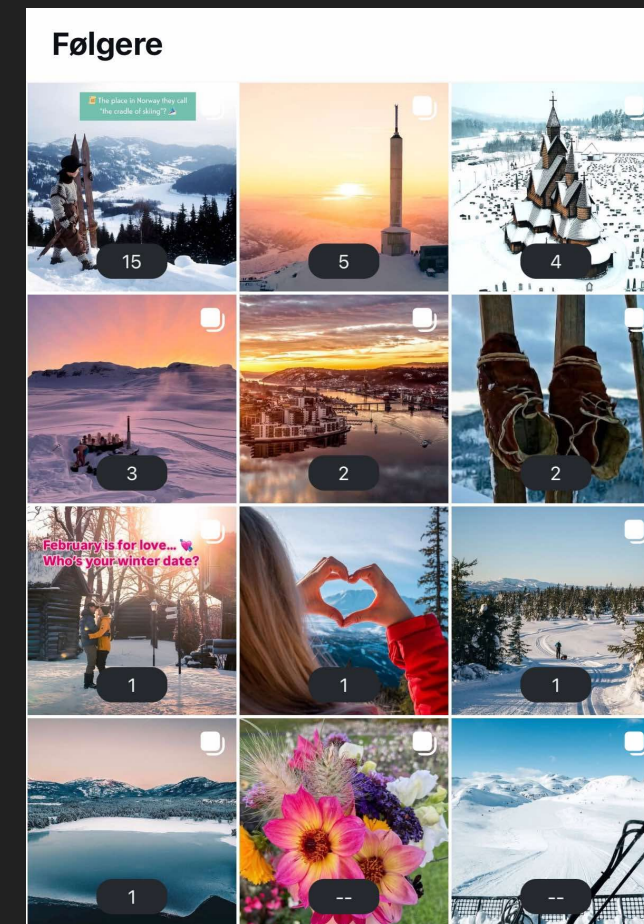 Følgere
The place in Norway they call
"the cradle of skiing"?
15
5
4
3
2
2
February is for love... 💘
Who's your winter date?
1
1
1
1
--
--